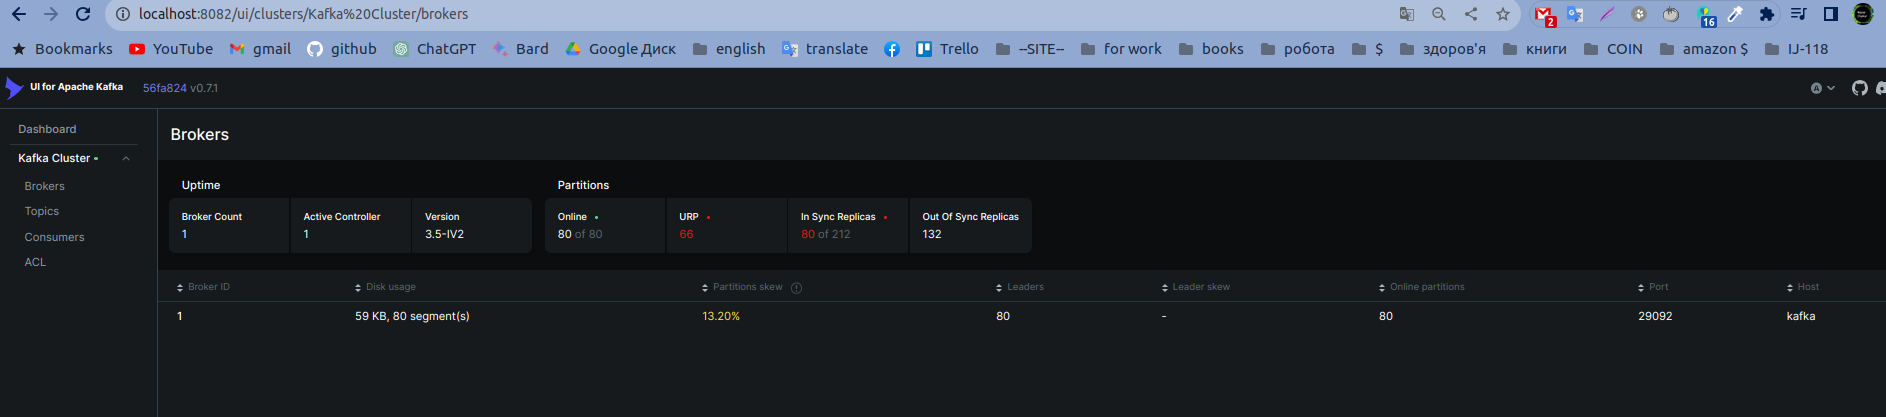 localhost:8082/ui/clusters/Kafka%20Cluster/brokers
2
16
Bookmarks YouTube gmail github ChatGPT Bard Google Диск english translate Trello --SITE-- for work books робота $ здоров'я книги COIN amazon $ IJ-118
UI for Apache Kafka 56fa824 v0.7.1
Dashboard
Kafka Cluster
Brokers
Topics
Consumers
ACL
Brokers
Uptime
Broker Count
1
Active Controller
1
Version
3.5-IV2
Partitions
Online
80 of 80
URP
66
In Sync Replicas
80 of 212
Out Of Sync Replicas
132
Broker ID Disk usage Partitions skew Leaders Leader skew Online partitions Port Host
1 59 KB, 80 segment(s) 13.20% 80 - 80 29092 kafka